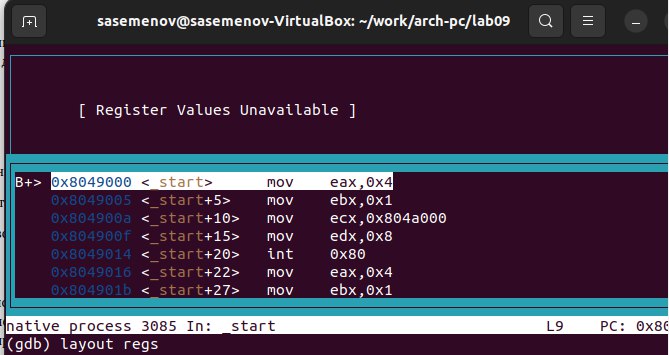 sasemenov@sasemenov-VirtualBox: ~/work/arch-pc/lab09
[ Register Values Unavailable ]
B+> 0x8049000 <_start> mov eax,0x4
0x8049005 <_start+5> mov ebx,0x1
0x804900a <_start+10> mov ecx,0x804a000
0x804900f <_start+15> mov edx,0x8
0x8049014 <_start+20> int 0x80
0x8049016 <_start+22> mov eax,0x4
0x804901b <_start+27> mov ebx,0x1
native process 3085 In: _start L9 PC: 0x80
(gdb) layout regs